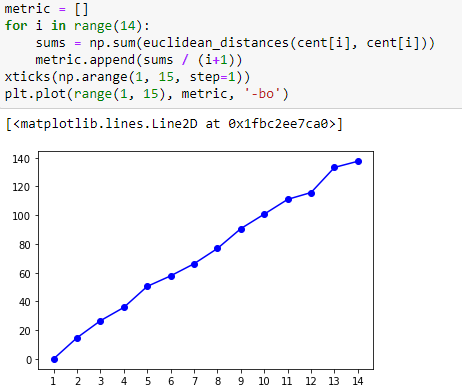 metric = []
for i in range(14):
    sums = np.sum(euclidean_distances(cent[i], cent[i]))
    metric.append(sums / (i+1))
xticks(np.arange(1, 15, step=1))
plt.plot(range(1, 15), metric, '-bo')
[<matplotlib.lines.Line2D at 0x1fbc2ee7ca0>]
140
120
100
80
60
40
20
0
1 2 3 4 5 6 7 8 9 10 11 12 13 14